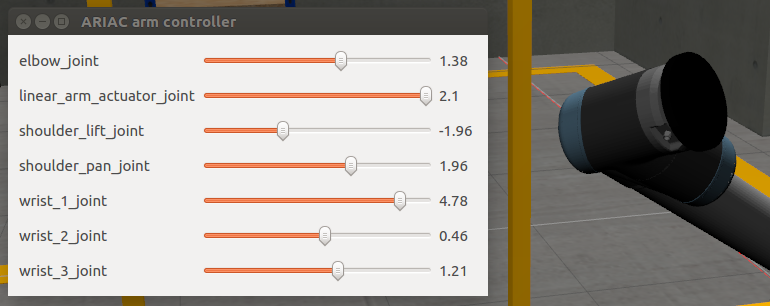 ARIAC arm controller
elbow_joint 1.38
linear_arm_actuator_joint 2.1
shoulder_lift_joint -1.96
shoulder_pan_joint 1.96
wrist_1_joint 4.78
wrist_2_joint 0.46
wrist_3_joint 1.21